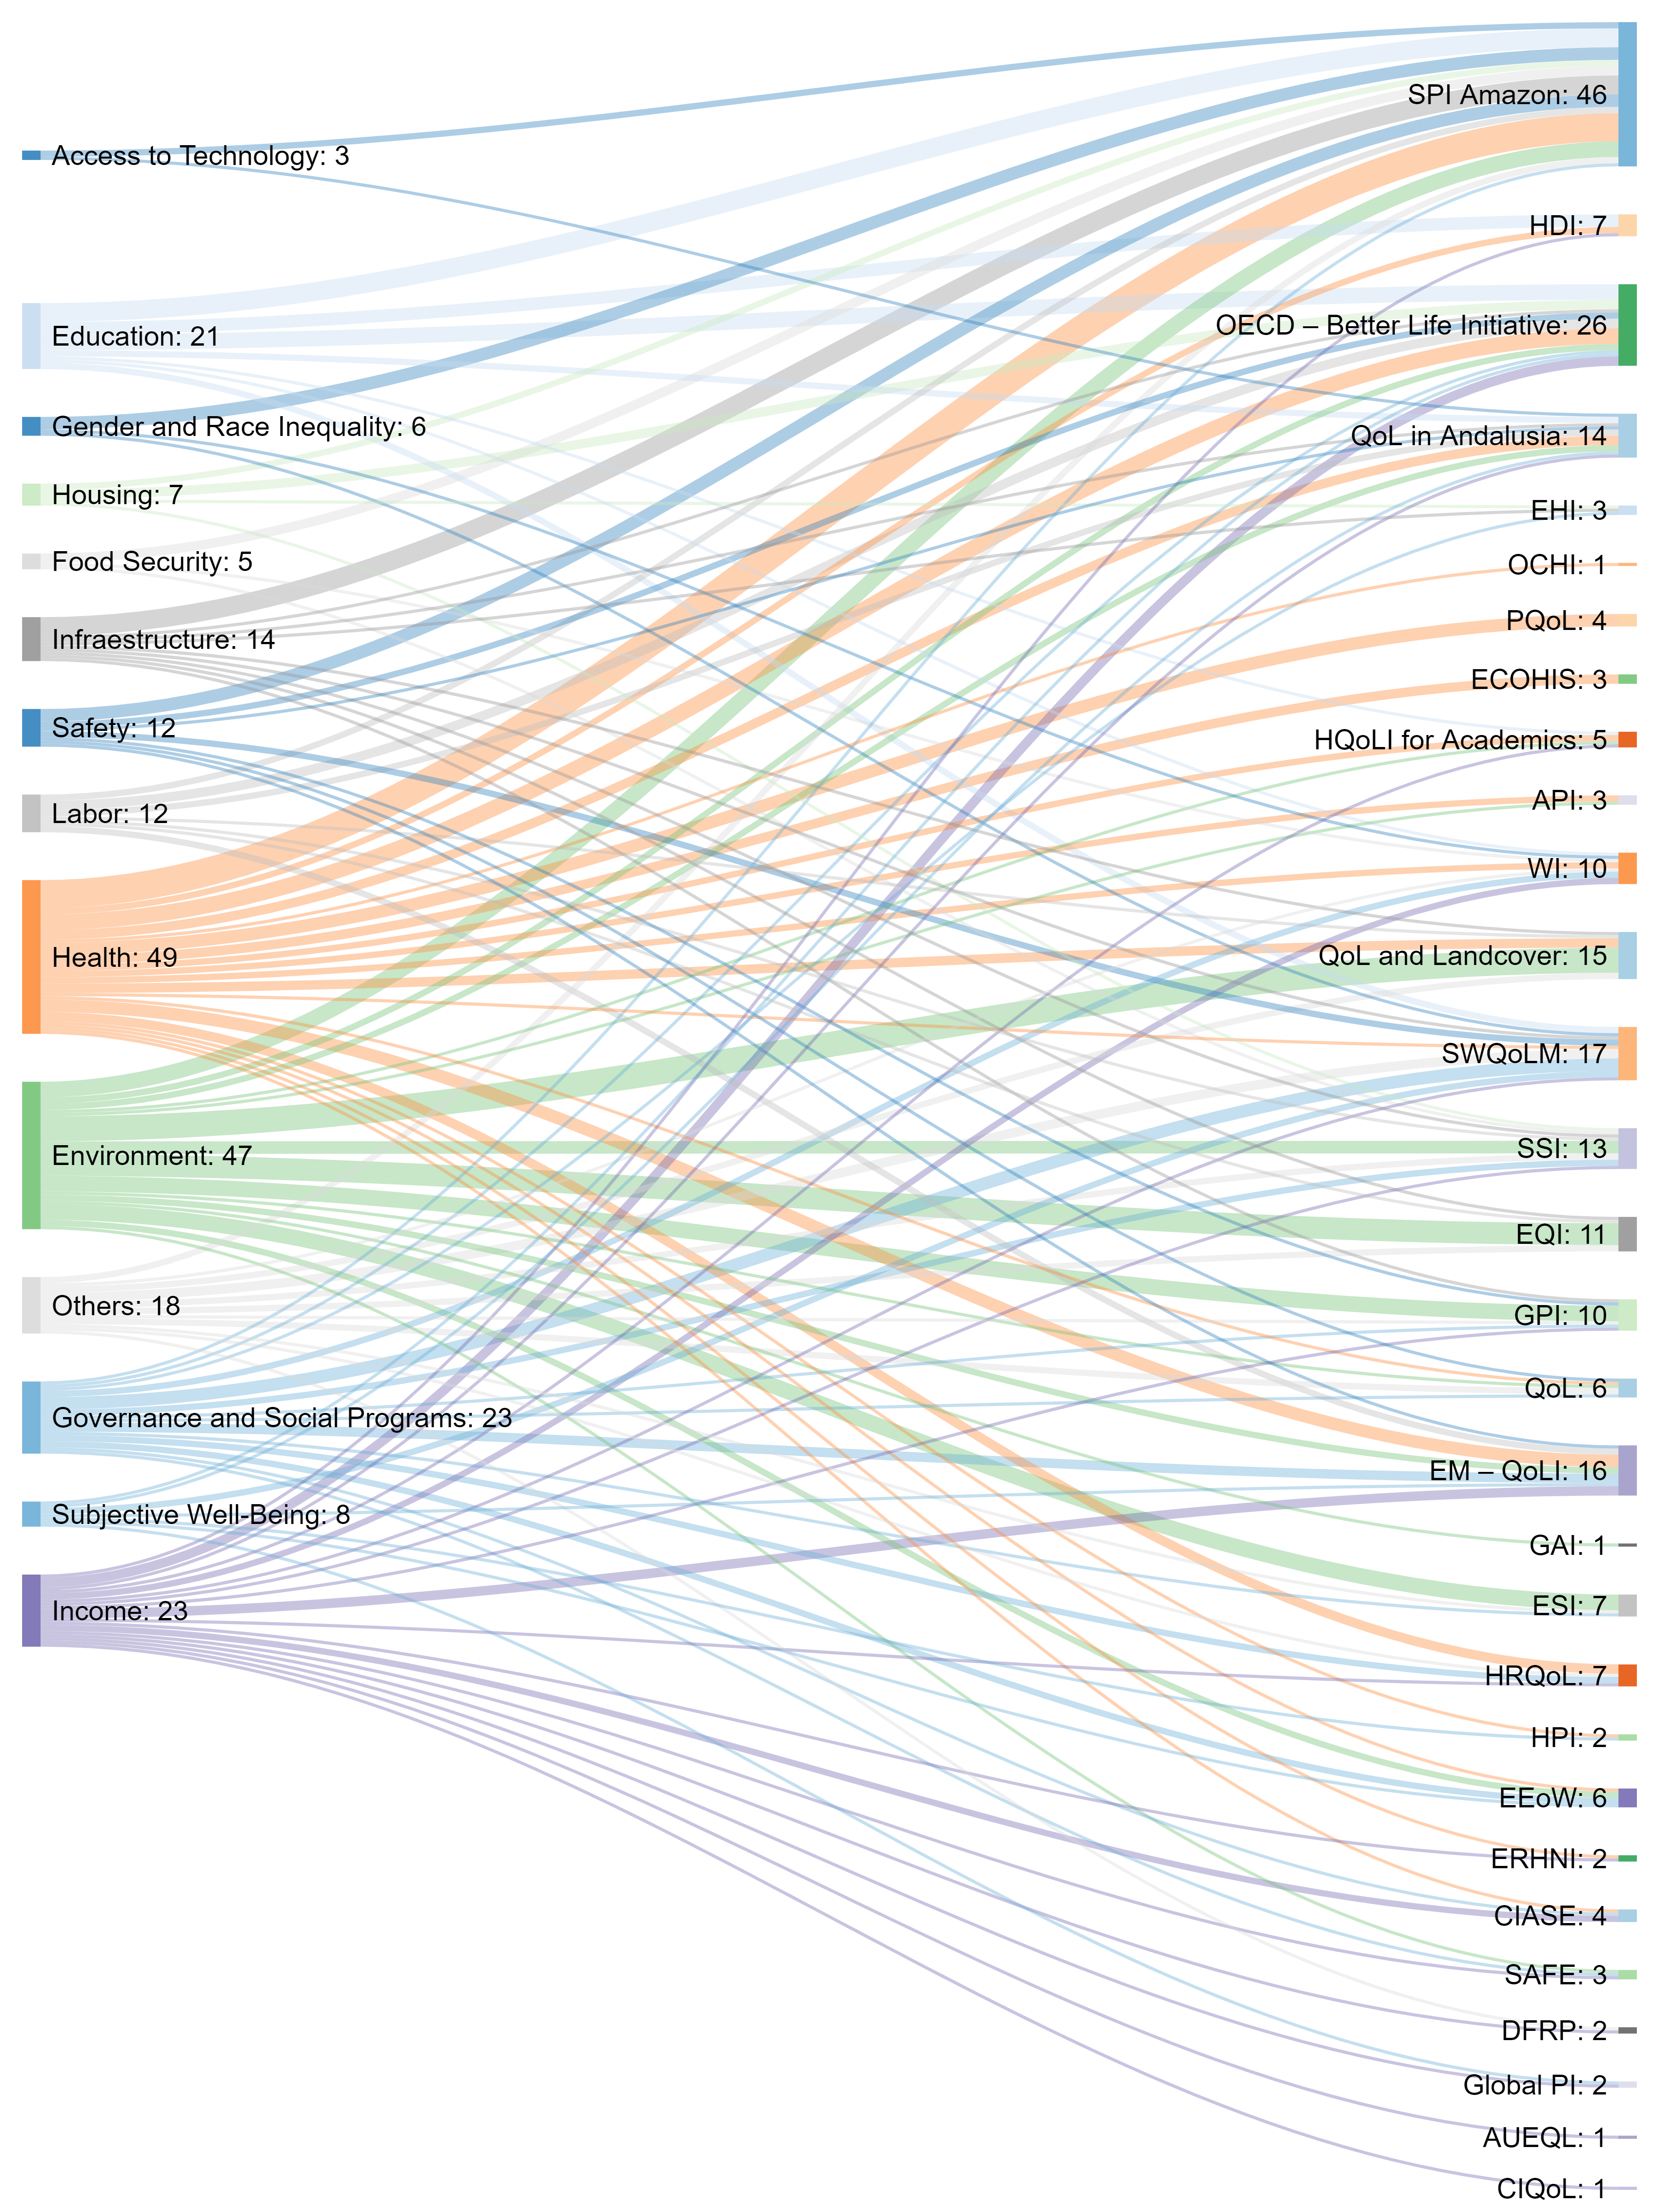 Access to Technology: 3
Education: 21
Gender and Race Inequality: 6
Housing: 7
Food Security: 5
Infraestructure: 14
Safety: 12
Labor: 12
Health: 49
Environment: 47
Others: 18
Governance and Social Programs: 23
Subjective Well-Being: 8
Income: 23
SPI Amazon: 46
HDI: 7
OECD – Better Life Initiative: 26
QoL in Andalusia: 14
EHI: 3
OCHI: 1
PQoL: 4
ECOHIS: 3
HQoLI for Academics: 5
API: 3
WI: 10
QoL and Landcover: 15
SWQoLM: 17
SSI: 13
EQI: 11
GPI: 10
QoL: 6
EM – QoLI: 16
GAI: 1
ESI: 7
HRQoL: 7
HPI: 2
EEoW: 6
ERHNI: 2
CIASE: 4
SAFE: 3
DFRP: 2
Global PI: 2
AUEQL: 1
CIQoL: 1